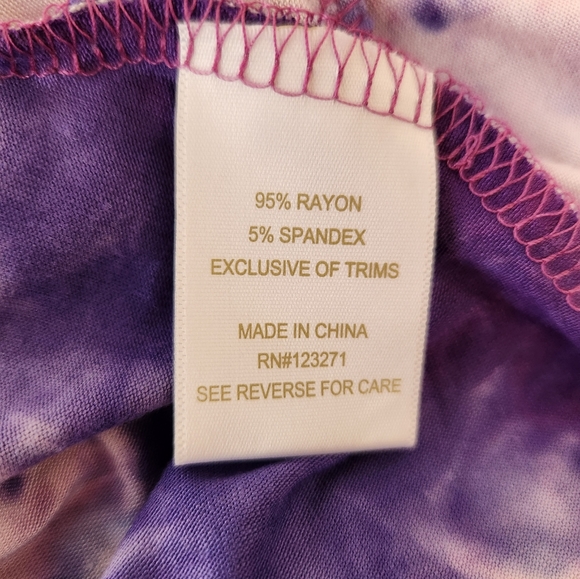 95% RAYON
5% SPANDEX
EXCLUSIVE OF TRIMS
MADE IN CHINA
RN#123271
SEE REVERSE FOR CARE